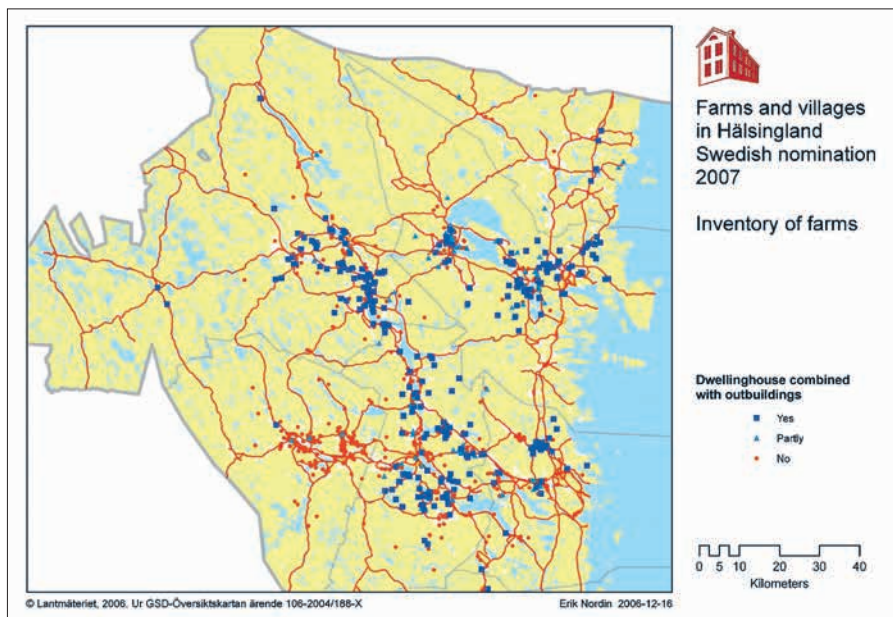 Farms and villages
in Hälsingland
Swedish nomination
2007
Inventory of farms
Dwellinghouse combined
with outbuildings
Yes
Partly
No
0 5 10 20 30 40
Kilometers
© Lantmäteriet, 2006. Ur GSD-Översiktskartan ärende 106-2004/188-X
Erik Nordin 2006-12-16